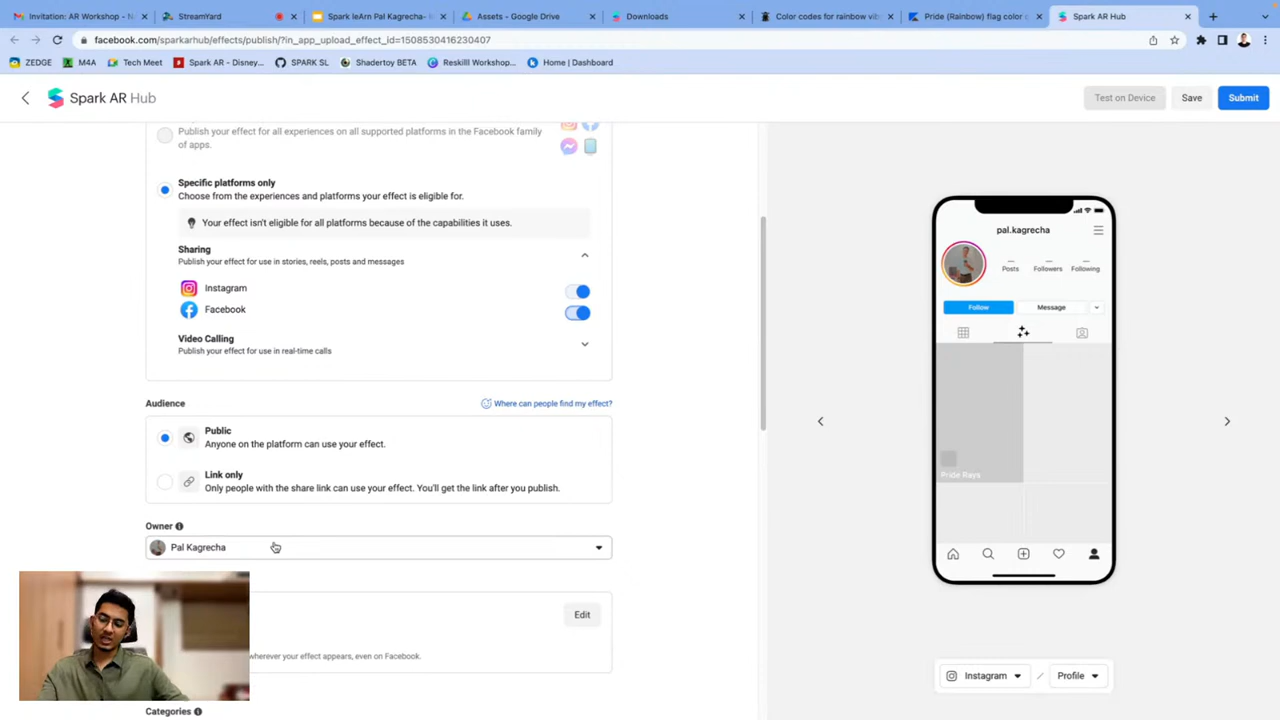 Invitation: AR Workshop - N
StreamYard
Spark leArn Pal Kagrecha-
Assets - Google Drive
Downloads
Color codes for rainbow vib
Pride (Rainbow) flag color c
Spark AR Hub
facebook.com/sparkarhub/effects/publish/?in_app_upload_effect_id=1508530416230407
ZEDGE
M4A
Tech Meet
Spark AR - Disney...
SPARK SL
Shadertoy BETA
Reskilll Workshop...
Home | Dashboard
Spark AR Hub
Test on Device
Save
Submit
Publish your effect for all experiences on all supported platforms in the Facebook family
of apps.
Specific platforms only
Choose from the experiences and platforms your effect is eligible for.
Your effect isn't eligible for all platforms because of the capabilities it uses.
Sharing
Publish your effect for use in stories, reels, posts and messages
Instagram
Facebook
Video Calling
Publish your effect for use in real-time calls
Audience
Where can people find my effect?
Public
Anyone on the platform can use your effect.
Link only
Only people with the share link can use your effect. You'll get the link after you publish.
Owner
Pal Kagrecha
Edit
wherever your effect appears, even on Facebook.
Categories
pal.kagrecha
Posts
Followers
Following
Follow
Message
Pride Rays
Instagram
/
Profile